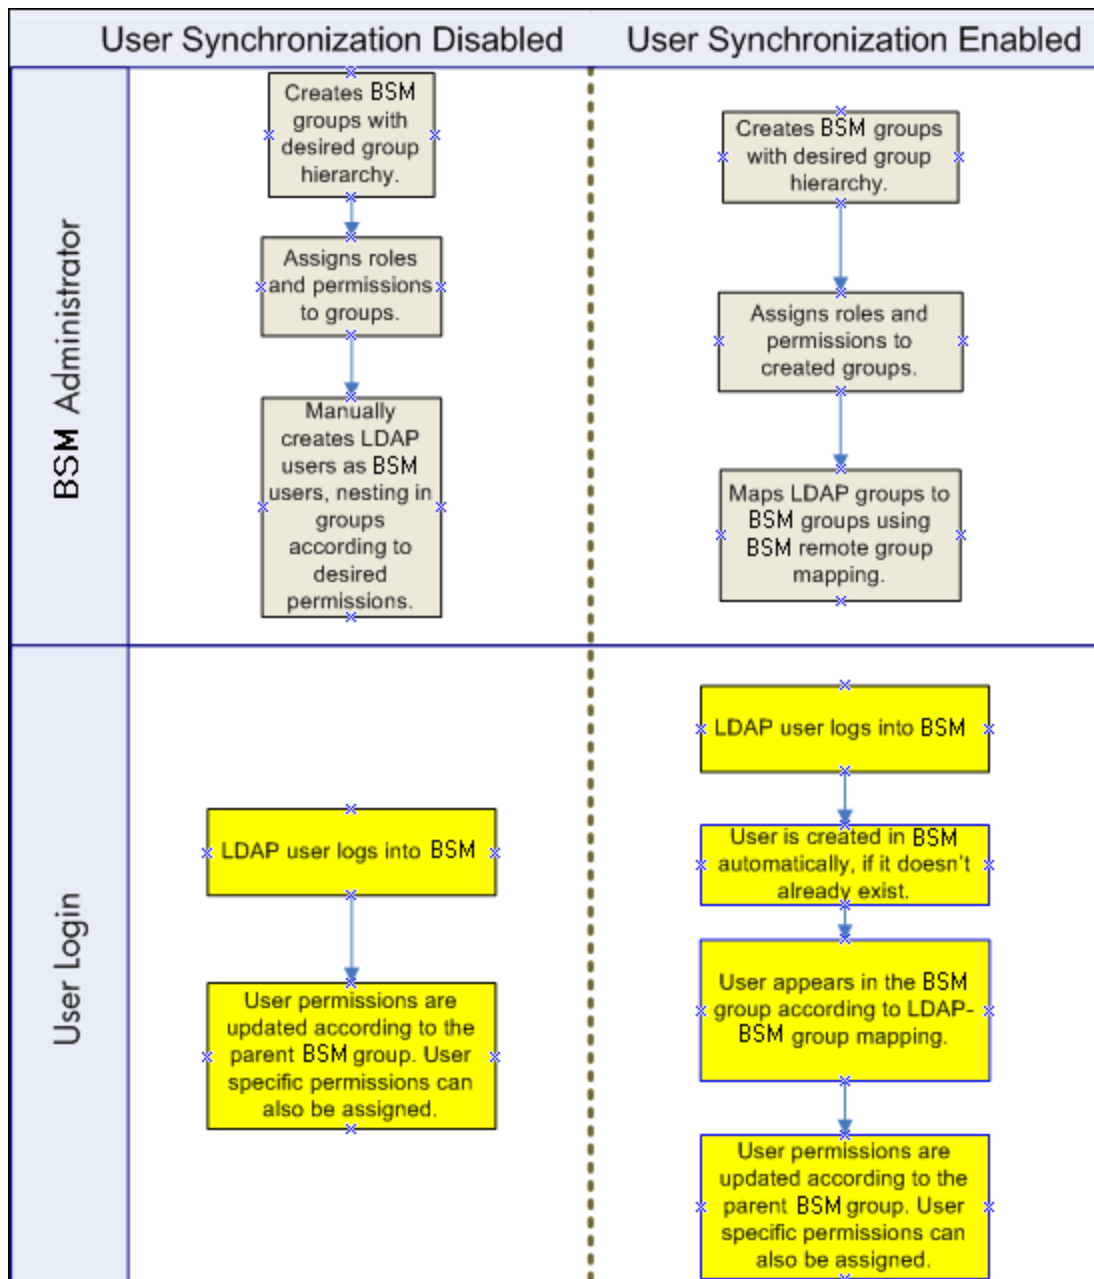 User Synchronization Disabled
User Synchronization Enabled
BSM Administrator
Creates BSM
groups with
desired group
hierarchy.
Assigns roles
and permissions
to groups.
Manually
creates LDAP
users as BSM
users, nesting in
groups
according to
desired
permissions.
Creates BSM groups
with desired group
hierarchy.
Assigns roles and
permissions to
created groups.
Maps LDAP groups to
BSM groups using
BSM remote group
mapping.
User Login
LDAP user logs into BSM
User permissions are
updated according to the
parent BSM group. User
specific permissions can
also be assigned.
LDAP user logs into BSM
User is created in BSM
automatically, if it doesn't
already exist.
User appears in the BSM
group according to LDAP-
BSM group mapping.
User permissions are
updated according to the
parent BSM group. User
specific permissions can
also be assigned.